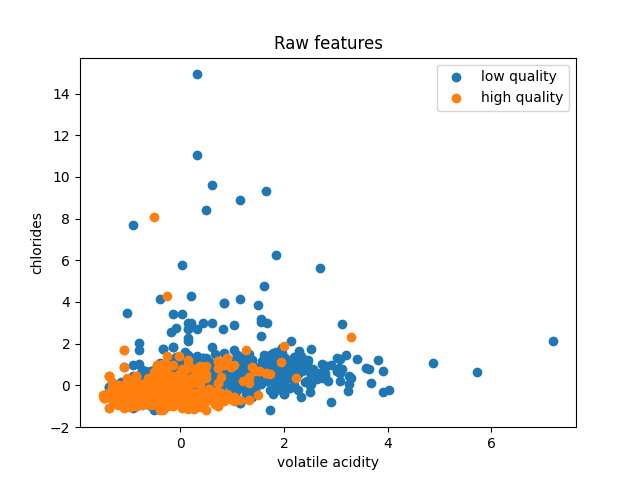 Raw features
low quality
high quality
14
12
10
8
6
4
2
0
−2
chlorides
0 2 4 6
volatile acidity